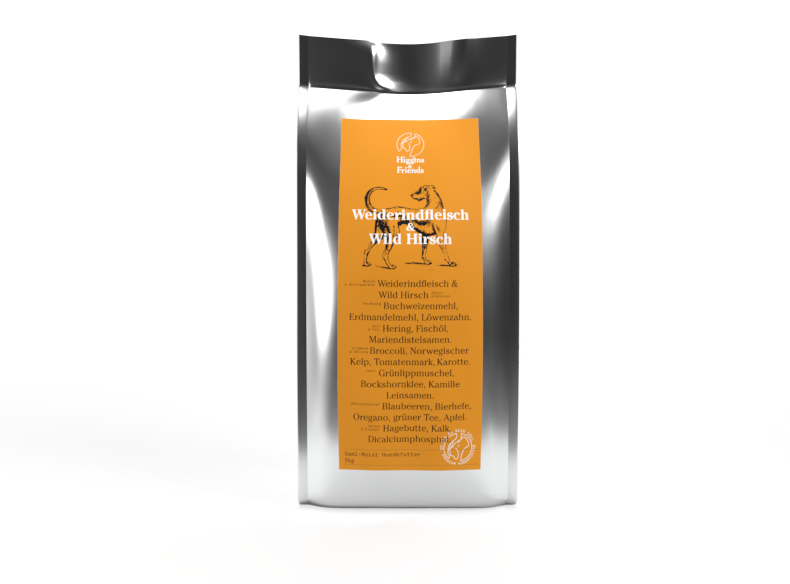 Higgins
&
Friends
Weiderindfleisch
&
Wild Hirsch
Weiderindfleisch &
Wild Hirsch
Buchweizenmehl,
Erdmandelmehl, Löwenzahn.
Hering, Fischöl,
Mariendistelsamen.
Broccoli, Norwegischer
Kelp, Tomatenmark, Karotte.
Grünlippmuschel,
Bockshornklee, Kamille
Leinsamen.
Blaubeeren, Bierhefe,
Oregano, grüner Tee, Apfel.
Hagebutte, Kalk,
Dicalciumphosphat
Semi-Moist Hundefutter